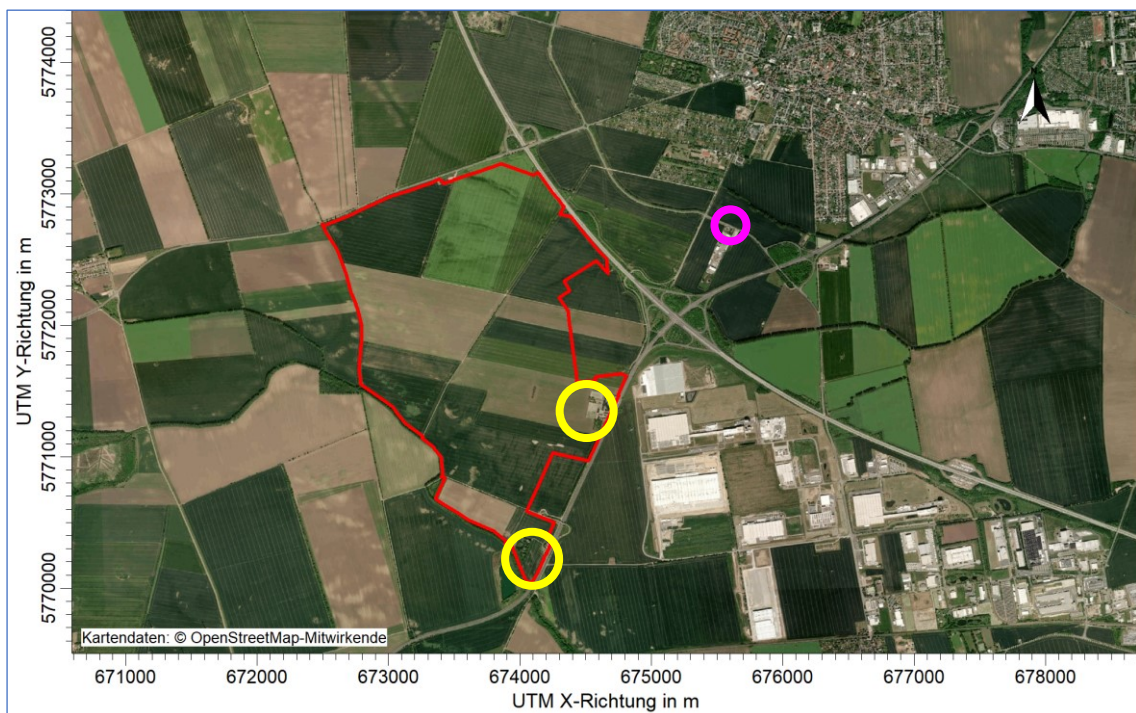 5774000
5773000
5772000
5771000
5770000
UTM Y-Richtung in m
Kartendaten: © OpenStreetMap-Mitwirkende
671000 672000 673000 674000 675000 676000 677000 678000
UTM X-Richtung in m